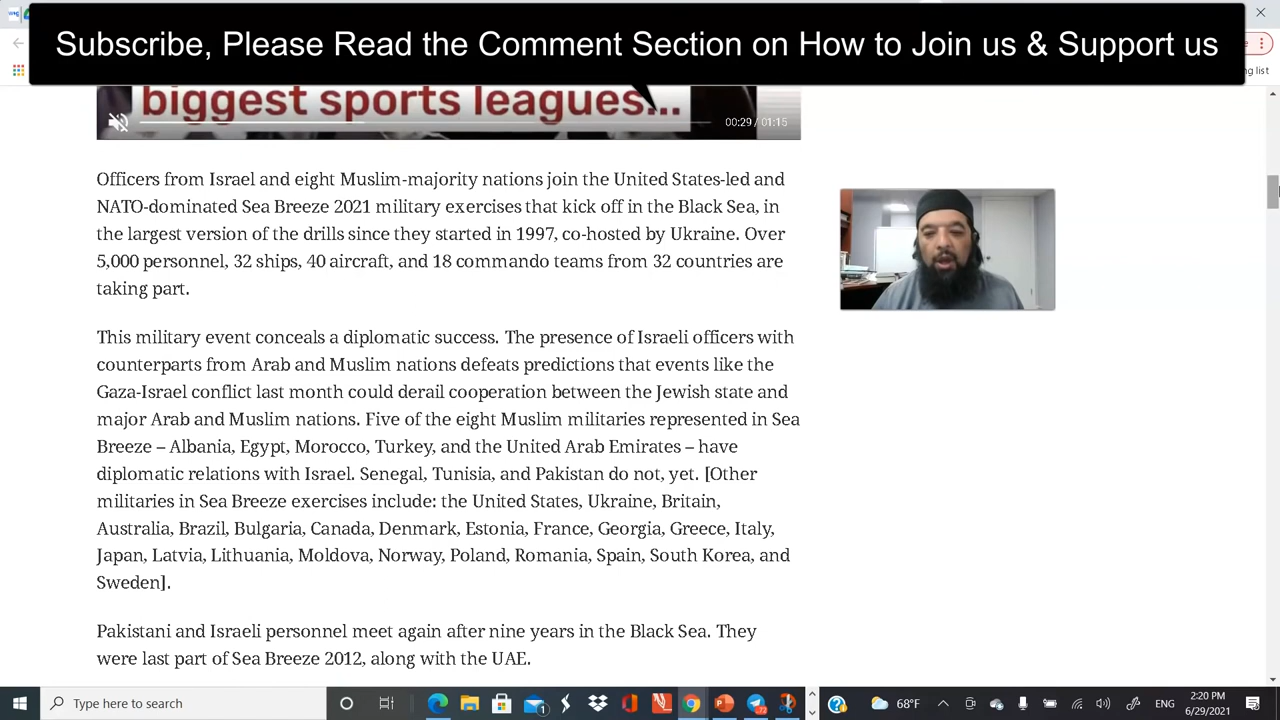 Subscribe, Please Read the Comment Section on How to Join us & Support us
ng list
biggest sports leagues...
00:29 / 01:15
Officers from Israel and eight Muslim-majority nations join the United States-led and
NATO-dominated Sea Breeze 2021 military exercises that kick off in the Black Sea, in
the largest version of the drills since they started in 1997, co-hosted by Ukraine. Over
5,000 personnel, 32 ships, 40 aircraft, and 18 commando teams from 32 countries are
taking part.
This military event conceals a diplomatic success. The presence of Israeli officers with
counterparts from Arab and Muslim nations defeats predictions that events like the
Gaza-Israel conflict last month could derail cooperation between the Jewish state and
major Arab and Muslim nations. Five of the eight Muslim militaries represented in Sea
Breeze – Albania, Egypt, Morocco, Turkey, and the United Arab Emirates – have
diplomatic relations with Israel. Senegal, Tunisia, and Pakistan do not, yet. [Other
militaries in Sea Breeze exercises include: the United States, Ukraine, Britain,
Australia, Brazil, Bulgaria, Canada, Denmark, Estonia, France, Georgia, Greece, Italy,
Japan, Latvia, Lithuania, Moldova, Norway, Poland, Romania, Spain, South Korea, and
Sweden].
Pakistani and Israeli personnel meet again after nine years in the Black Sea. They
were last part of Sea Breeze 2012, along with the UAE.
Type here to search
68°F
ENG
2:20 PM
6/29/2021